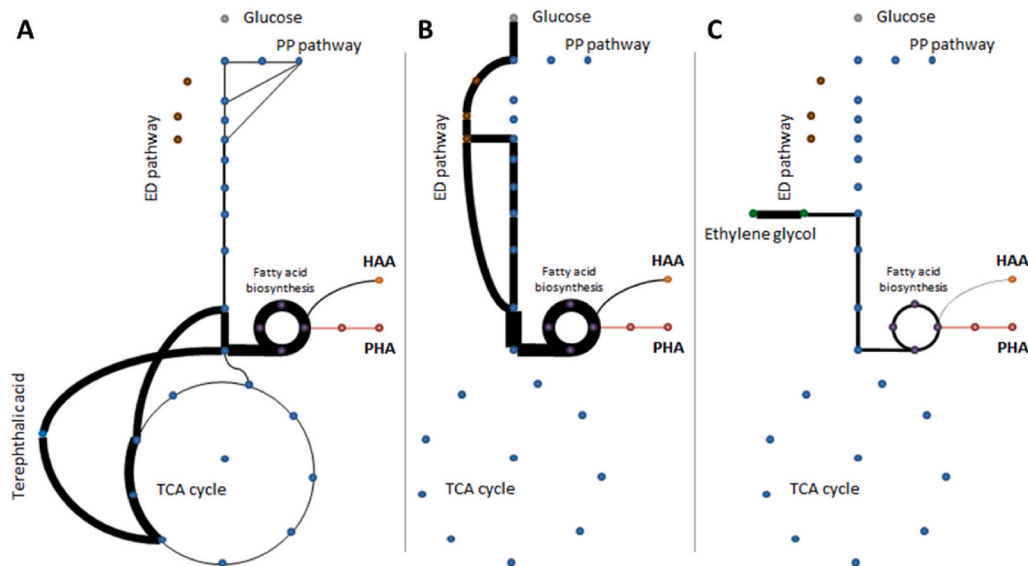 A
Glucose
PP pathway
ED pathway
Fatty acid
biosynthesis
HAA
PHA
Terephthalic acid
TCA cycle
B
Glucose
PP pathway
ED pathway
Fatty acid
biosynthesis
HAA
PHA
TCA cycle
C
Glucose
PP pathway
ED pathway
Ethylene glycol
Fatty acid
biosynthesis
HAA
PHA
TCA cycle